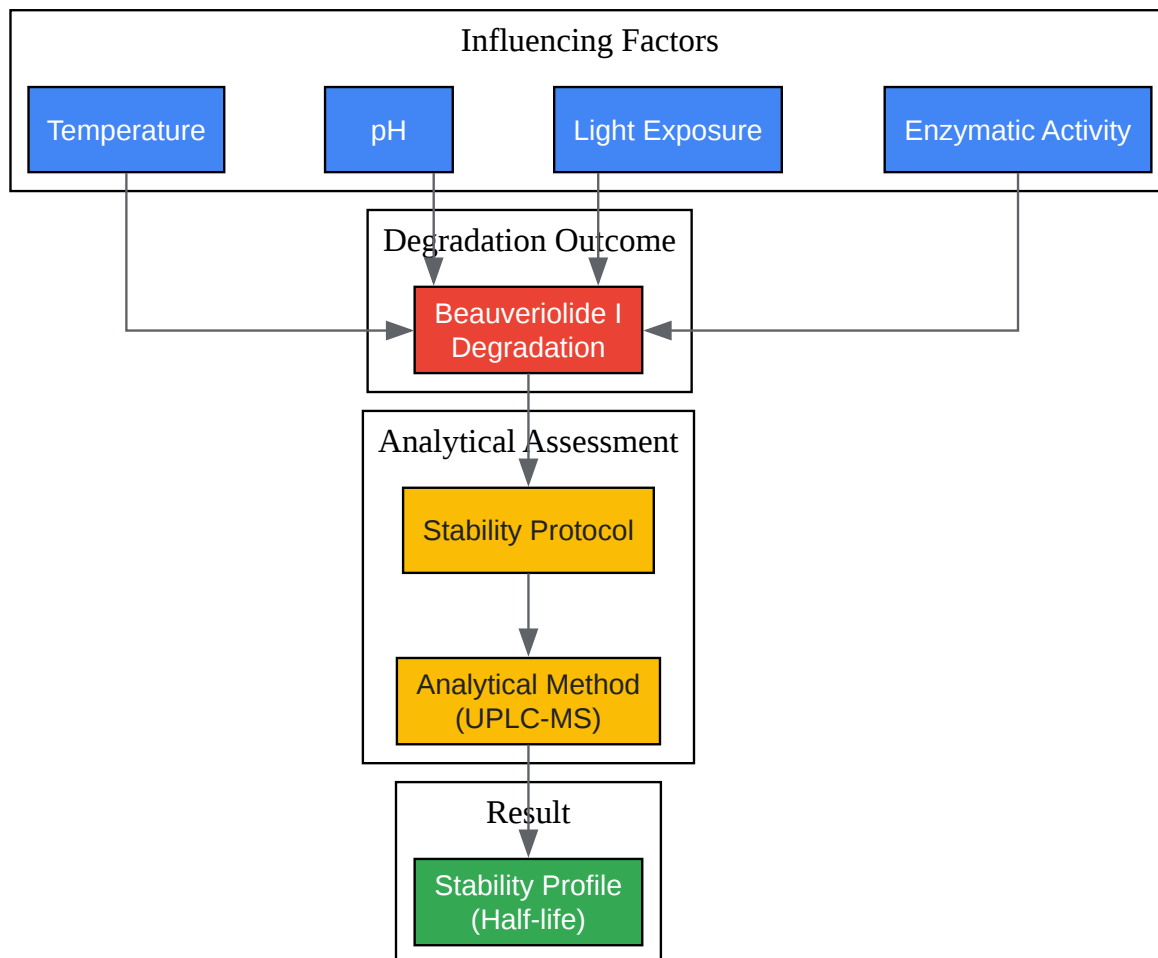 Influencing Factors
Temperature
pH
Light Exposure
Enzymatic Activity
Degradation Outcome
Beauveriolide I
Degradation
Analytical Assessment
Stability Protocol
Analytical Method
(UPLC-MS)
Result
Stability Profile
(Half-life)